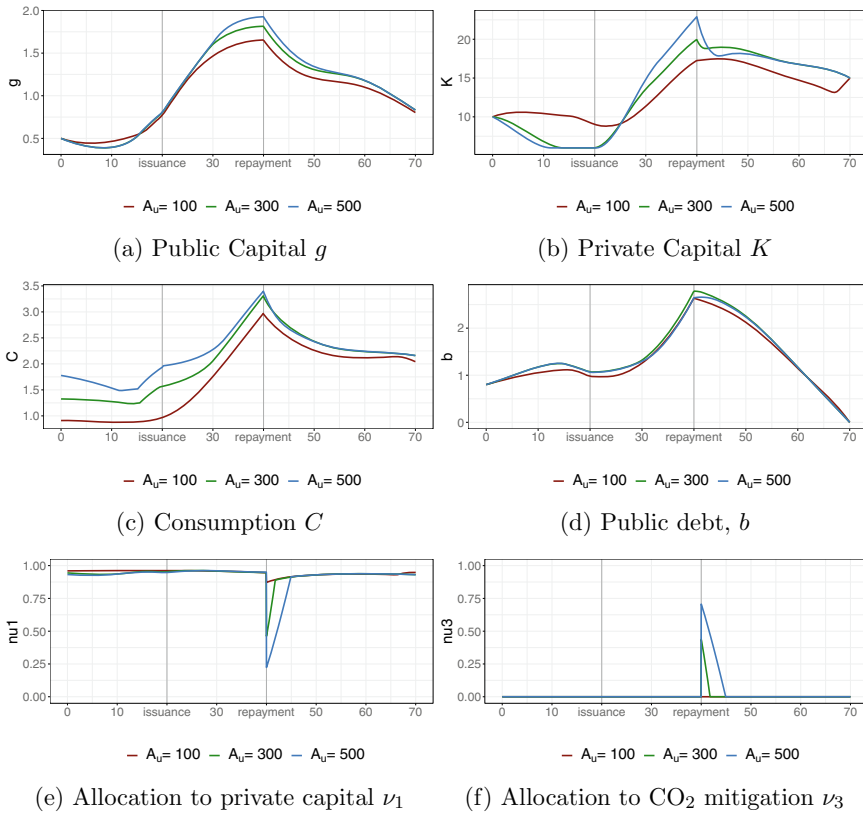 2.0
1.5
1.0
0.5
g
0 10 issuance 30 repayment 50 60 70
A_u= 100 A_u= 300 A_u= 500
(a) Public Capital g
20
15
10
K
0 10 issuance 30 repayment 50 60 70
A_u= 100 A_u= 300 A_u= 500
(b) Private Capital K
3.5
3.0
2.5
2.0
1.5
1.0
C
0 10 issuance 30 repayment 50 60 70
A_u= 100 A_u= 300 A_u= 500
(c) Consumption C
2
1
0
b
0 10 issuance 30 repayment 50 60 70
A_u= 100 A_u= 300 A_u= 500
(d) Public debt, b
1.00
0.75
0.50
0.25
0.00
nu1
0 10 issuance 30 repayment 50 60 70
A_u= 100 A_u= 300 A_u= 500
(e) Allocation to private capital ν₁
1.00
0.75
0.50
0.25
0.00
nu3
0 10 issuance 30 repayment 50 60 70
A_u= 100 A_u= 300 A_u= 500
(f) Allocation to CO₂ mitigation ν₃